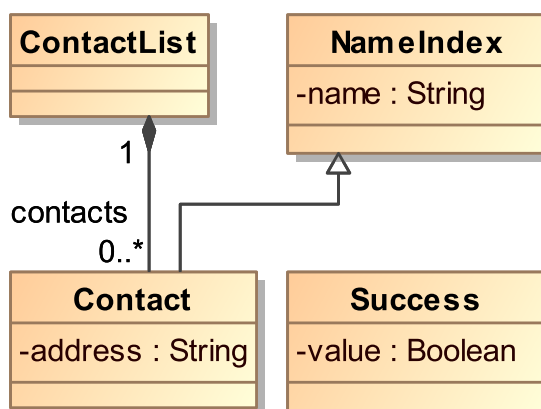 ContactList
NameIndex
-name : String
1
contacts
0..*
Contact
-address : String
Success
-value : Boolean